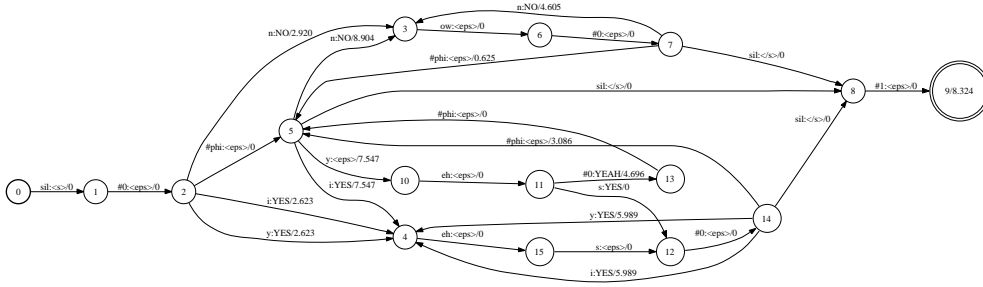 n:NO/4.605
n:NO/2.920
3
ow:<eps>/0
6
#0:<eps>/0
7
n:NO/8.904
#phi:<eps>/0.625
sil:</s>/0
sil:</s>/0
8
#1:<eps>/0
9/8.324
#phi:<eps>/0
sil:</s>/0
5
#phi:<eps>/0
#phi:<eps>/3.086
y:<eps>/7.547
10
eh:<eps>/0
11
#0:YEAH/4.696
13
i:YES/7.547
s:YES/0
0
sil:<s>/0
1
#0:<eps>/0
2
i:YES/2.623
y:YES/2.623
4
y:YES/5.989
14
eh:<eps>/0
15
s:<eps>/0
12
#0:<eps>/0
i:YES/5.989